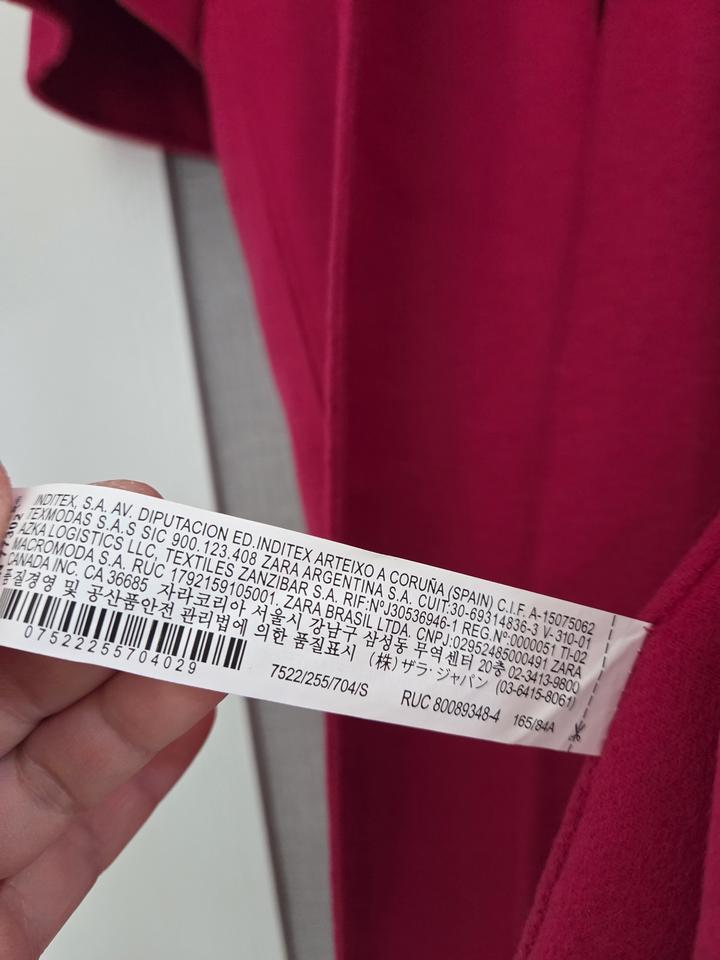 INDITEX, S.A. AV. DIPUTACION ED.INDITEX ARTEIXO A CORUÑA (SPAIN) C.I.F. A-15075062
TEXMODAS S.A.S SIC 900.123.408 ZARA ARGENTINA S.A. CUIT:30-69314836-3 V-310-01
AZKA LOGISTICS LLC, TEXTILES ZANZIBAR S.A. RIF:NºJ30536946-1 REG.Nº:0000051 TI-02
MACROMODA S.A. RUC 1792159105001, ZARA BRASIL LTDA. CNPJ:02952485000491 ZARA
CANADA INC. CA 36685 자라코리아 서울시 강남구 삼성동 무역센터 20층 02-3413-9800
품질경영 및 공산품안전 관리법에 의한 품질표시 (株)ザラ・ジャパン (03-6415-8061)
07522255704029
7522/255/704/S RUC 80089348-4 165/84A